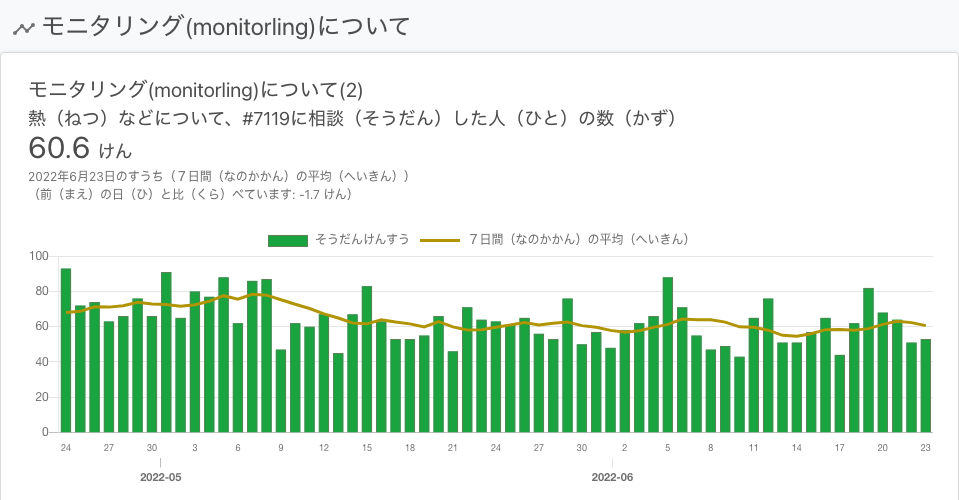 モニタリング(monitorling)について
モニタリング(monitorling)について(2)
熱（ねつ）などについて、#7119に相談（そうだん）した人（ひと）の数（かず）
60.6 けん
2022年6月23日のすうち（７日間（なのかかん）の平均（へいきん））
（前（まえ）の日（ひ）と比（くら）べています: -1.7 けん）
そうだんけんすう ７日間（なのかかん）の平均（へいきん）
100
80
60
40
20
0
24 27 30 3 6 9 12 15 18 21 24 27 30 2 5 8 11 14 17 20 23
2022-05 2022-06